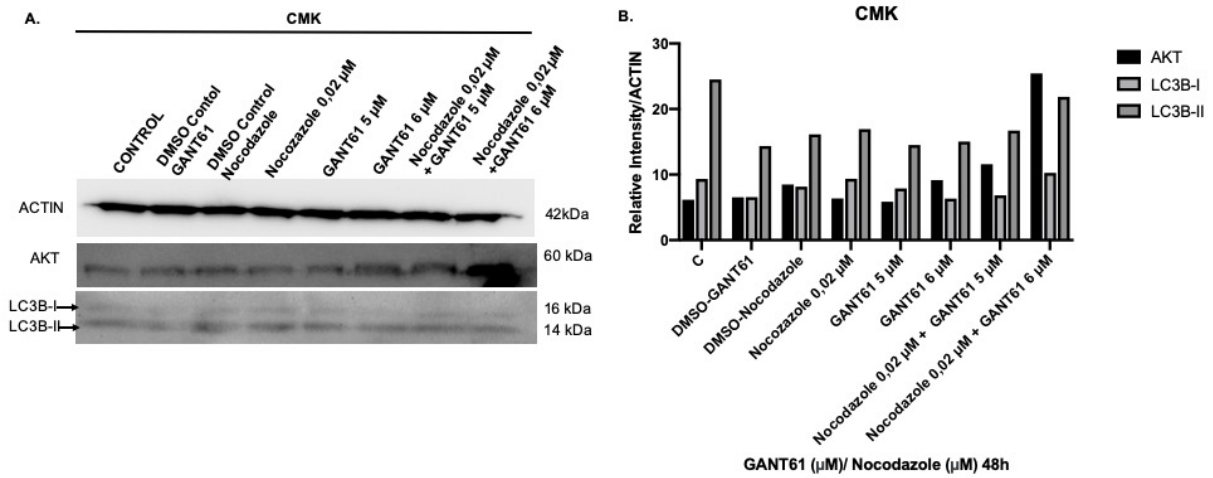 A.
CMK
CONTROL
DMSO Contol
GANT61
DMSO Control
Nocodazole
Nocozazole 0,02 µM
GANT61 5 µM
GANT61 6 µM
Nocodazole 0,02 µM
+ GANT61 5 µM
Nocodazole 0,02 µM
+GANT61 6 µM
ACTIN
42kDa
AKT
60 kDa
LC3B-I
16 kDa
LC3B-II
14 kDa
B.
CMK
Relative Intensity/ACTIN
30
20
10
0
AKT
LC3B-I
LC3B-II
C
DMSO-GANT61
DMSO-Nocodazole
Nocozazole 0,02 µM
GANT61 5 µM
GANT61 6 µM
Nocodazole 0,02 µM + GANT61 5 µM
Nocodazole 0,02 µM + GANT61 6 µM
GANT61 (µM)/ Nocodazole (µM) 48h